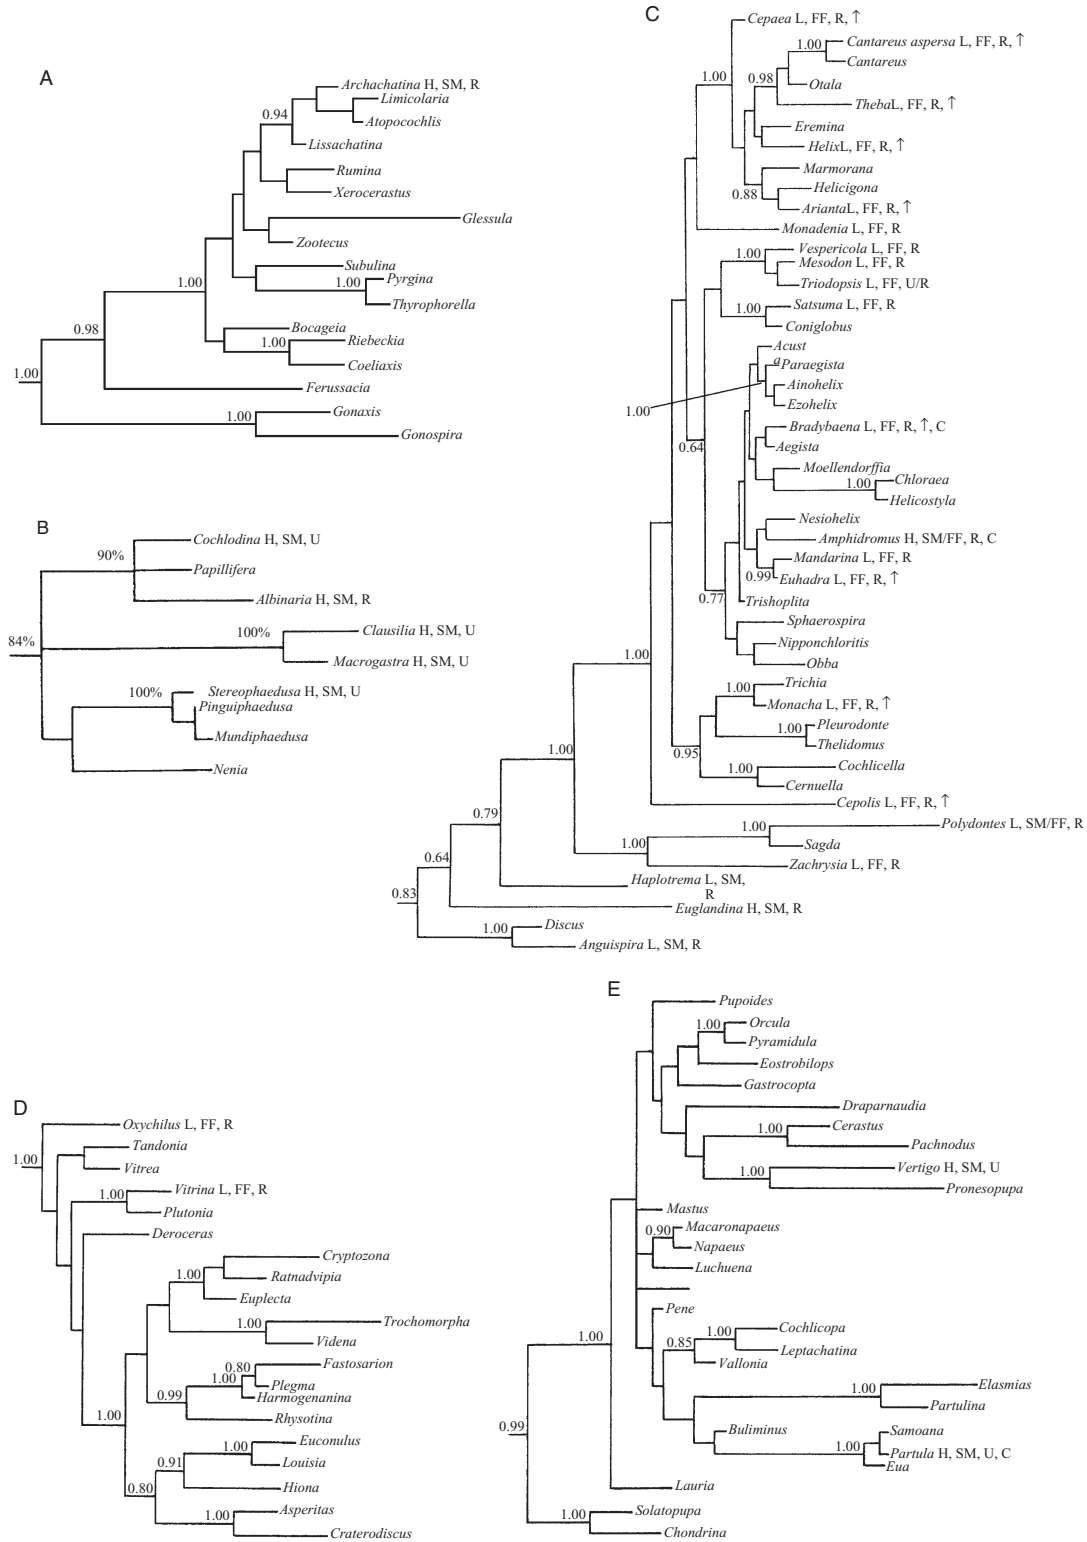 A
Archachatina H, SM, R
Limicolaria
0.94
Atopocochlis
Lissachatina
Rumina
Xerocerastus
Glessula
Zootecus
Subulina
1.00
Pyrgina
1.00
Thyrophorella
Bocageia
0.98
1.00
Riebeckia
Coeliaxis
1.00
Ferussacia
Gonaxis
1.00
Gonospira
B
Cochlodina H, SM, U
90%
Papillifera
Albinaria H, SM, R
84%
100%
Clausilia H, SM, U
Macrogastra H, SM, U
100%
Stereophaedusa H, SM, U
Pinguiphaedusa
Mundiphaedusa
Nenia
C
Cepaea L, FF, R, ↑
1.00
Cantareus aspersa L, FF, R, ↑
Cantareus
1.00
0.98
Otala
ThebaL, FF, R, ↑
Eremina
HelixL, FF, R, ↑
Marmorana
0.88
Helicigona
AriantaL, FF, R, ↑
Monadenia L, FF, R
Vespericola L, FF, R
1.00
Mesodon L, FF, R
Triodopsis L, FF, U/R
Satsuma L, FF, R
1.00
Coniglobus
Acust
a
Paraegista
Ainohelix
1.00
Ezohelix
Bradybaena L, FF, R, ↑, C
0.64
Aegista
Moellendorffia
1.00
Chloraea
Helicostyla
Nesiohelix
Amphidromus H, SM/FF, R, C
Mandarina L, FF, R
0.99
Euhadra L, FF, R, ↑
0.77
Trishoplita
Sphaerospira
Nipponchloritis
1.00
Obba
1.00
Trichia
Monacha L, FF, R, ↑
1.00
Pleurodonte
Thelidomus
1.00
0.95
1.00
Cochlicella
Cernuella
Cepolis L, FF, R, ↑
0.79
1.00
Polydontes L, SM/FF, R
1.00
Sagda
0.64
Zachrysia L, FF, R
Haplotrema L, SM,
R
0.83
Euglandina H, SM, R
1.00
Discus
Anguispira L, SM, R
D
Oxychilus L, FF, R
Tandonia
1.00
Vitrea
1.00
Vitrina L, FF, R
Plutonia
Deroceras
Cryptozona
1.00
Ratnadvipia
Euplecta
1.00
Trochomorpha
Videna
0.80
Fastosarion
1.00
Plegma
0.99
Harmogenanina
1.00
Rhysotina
Euconulus
1.00
0.91
Louisia
0.80
Hiona
Asperitas
1.00
Craterodiscus
E
Pupoides
1.00
Orcula
Pyramidula
Eostrobilops
Gastrocopta
Draparnaudia
1.00
Cerastus
Pachnodus
1.00
Vertigo H, SM, U
Pronesopupa
Mastus
0.90
Macaronapaeus
Napaeus
Luchuena
Pene
1.00
0.85
1.00
Cochlicopa
Leptachatina
Vallonia
1.00
Elasmias
Partulina
0.99
Buliminus
Samoana
1.00
Partula H, SM, U, C
Eua
Lauria
1.00
Solatopupa
Chondrina